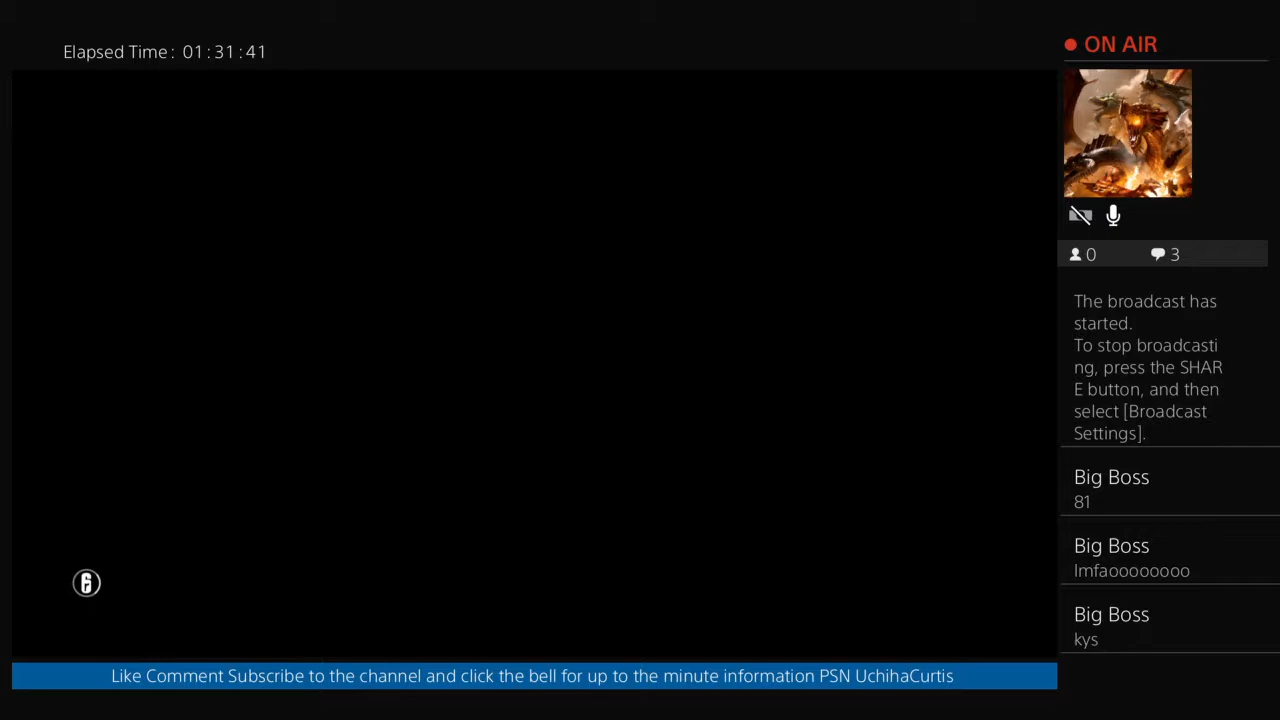 Elapsed Time: 01:31:41
ON AIR
0 3
The broadcast has
started.
To stop broadcasti
ng, press the SHAR
E button, and then
select [Broadcast
Settings].
Big Boss
81
Big Boss
lmfaoooooooo
Big Boss
kys
6
Like Comment Subscribe to the channel and click the bell for up to the minute information PSN UchihaCurtis